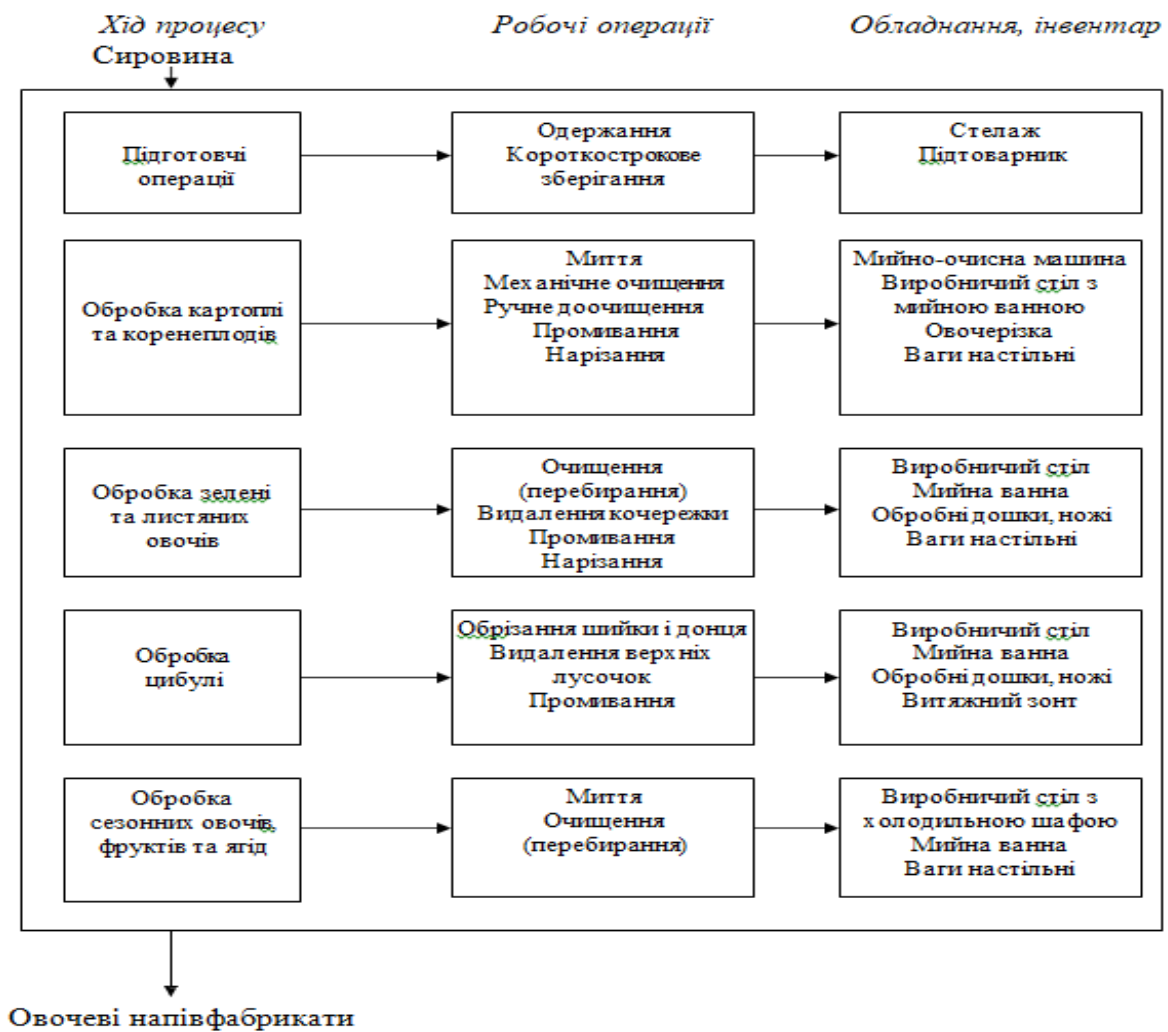 Хід процесу
Робочі операції
Обладнання, інвентар
Сировина
Підготовчі
операції
Одержання
Короткострокове
зберігання
Стелаж
Підтоварник
Обробка картоплі
та коренеплодів
Миття
Механічне очищення
Ручне доочищення
Промивання
Нарізання
Мийно-очисна машина
Виробничий стіл з
мийною ванною
Овочерізка
Ваги настільні
Обробка зелені
та листяних
овочів
Очищення
(перебирання)
Видалення кочережки
Промивання
Нарізання
Виробничий стіл
Мийна ванна
Обробні дошки, ножі
Ваги настільні
Обробка
цибулі
Обрізання шийки і донця
Видалення верхніх
лусочок
Промивання
Виробничий стіл
Мийна ванна
Обробні дошки, ножі
Витяжний зонт
Обробка
сезонних овочів,
фруктів та ягід
Миття
Очищення
(перебирання)
Виробничий стіл з
холодильною шафою
Мийна ванна
Ваги настільні
Овочеві напівфабрикати